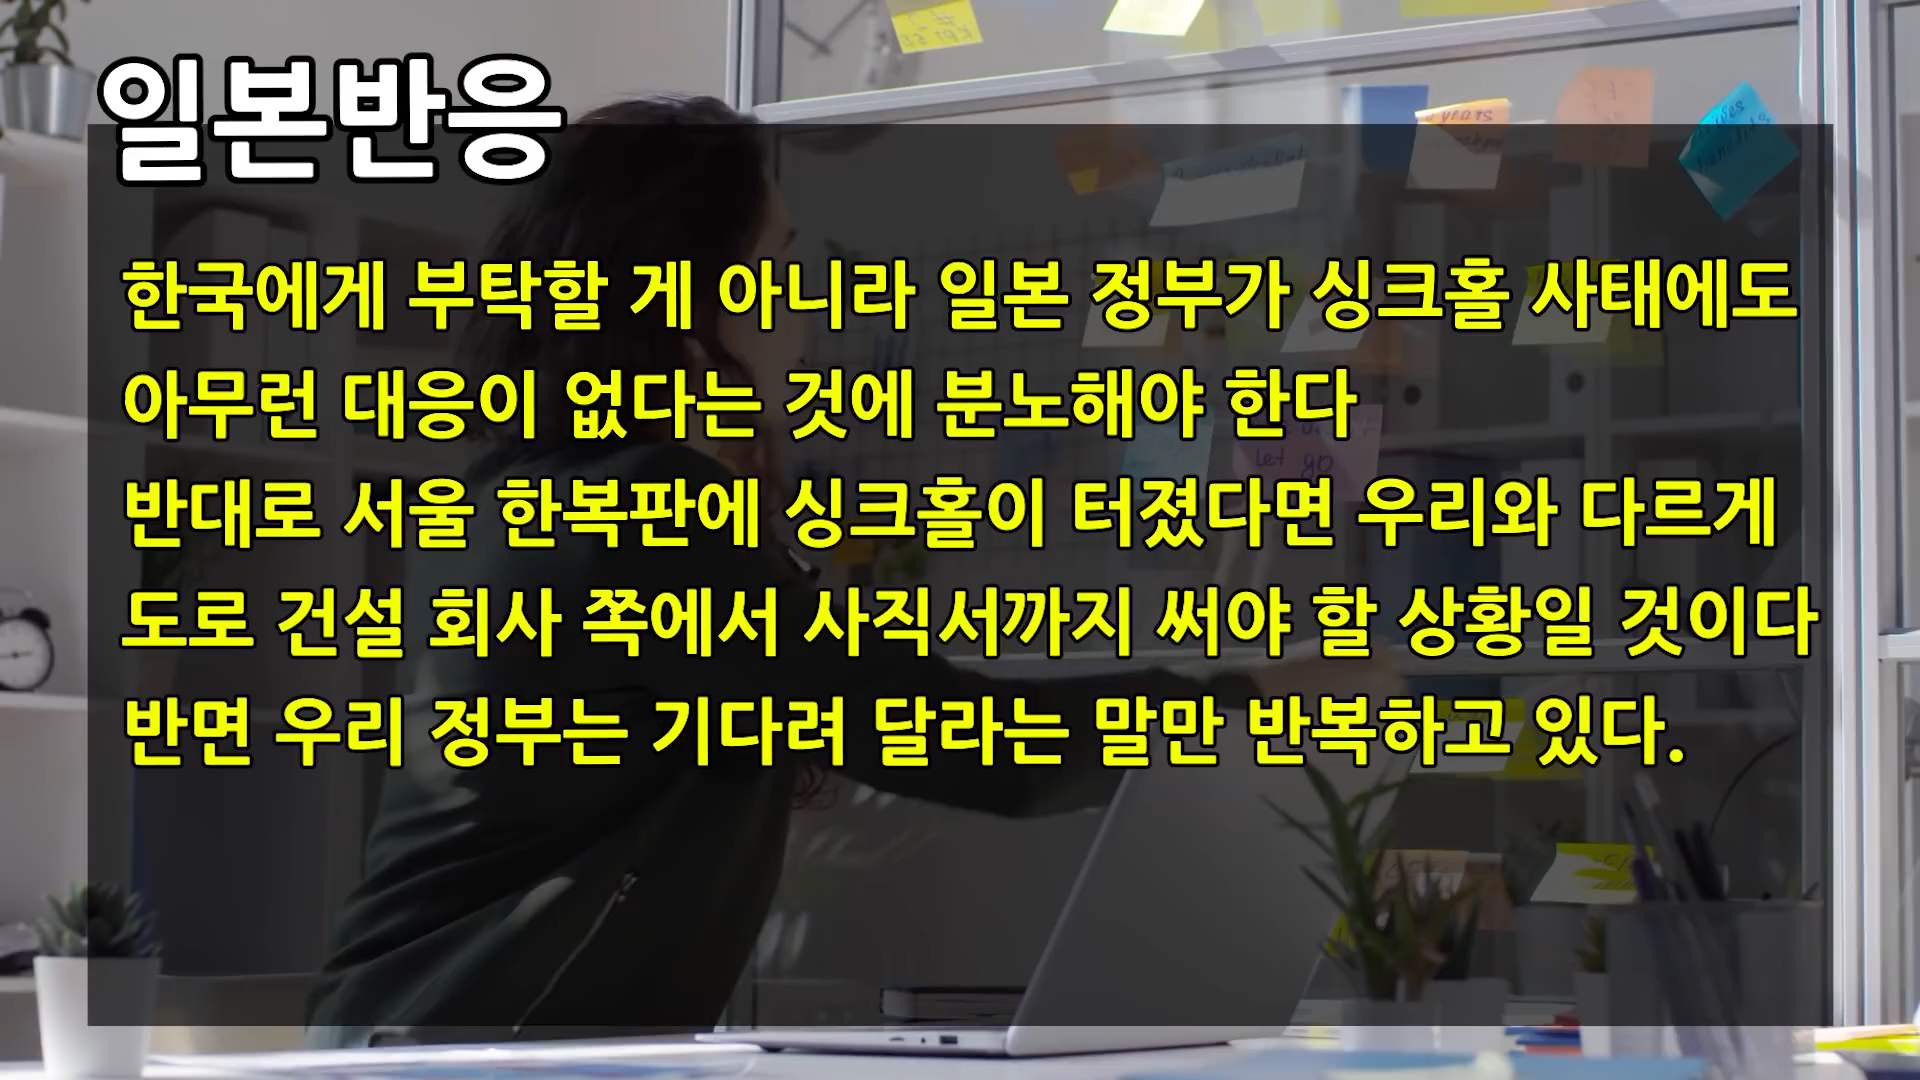 일본반응
한국에게 부탁할 게 아니라 일본 정부가 싱크홀 사태에도
아무런 대응이 없다는 것에 분노해야 한다
반대로 서울 한복판에 싱크홀이 터졌다면 우리와 다르게
도로 건설 회사 쪽에서 사직서까지 써야 할 상황일 것이다
반면 우리 정부는 기다려 달라는 말만 반복하고 있다.
let go